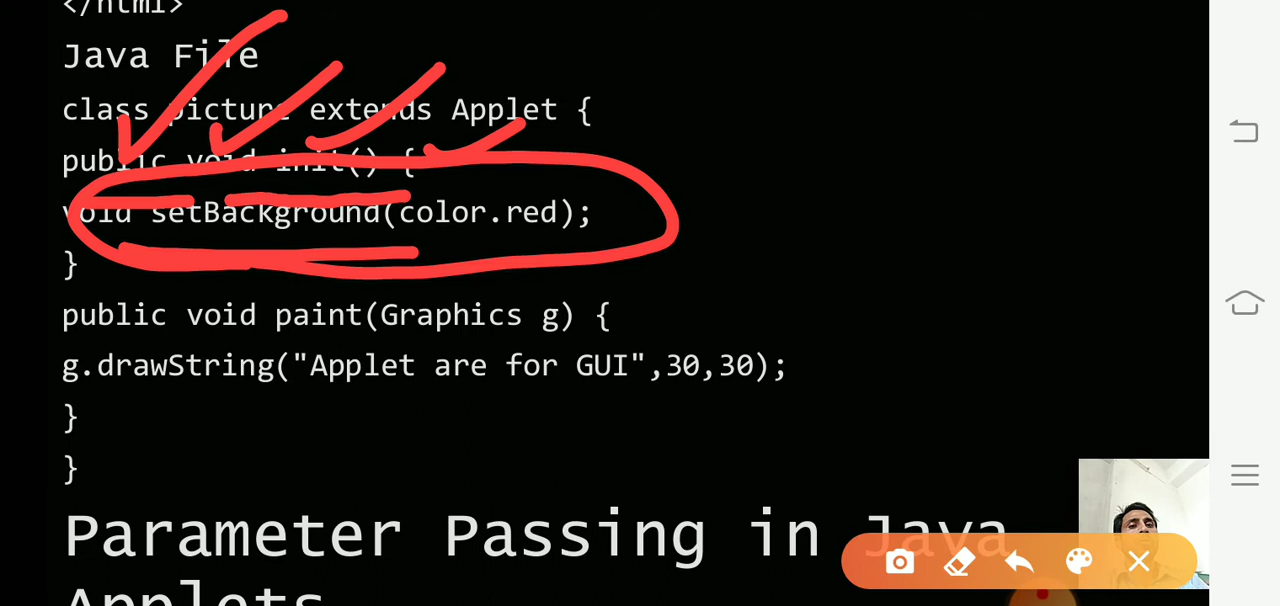 </html>
Java File
class picture extends Applet {
public void init() {
void setBackground(color.red);
}
public void paint(Graphics g) {
g.drawString("Applet are for GUI",30,30);
}
}
Parameter Passing in Java
Applets